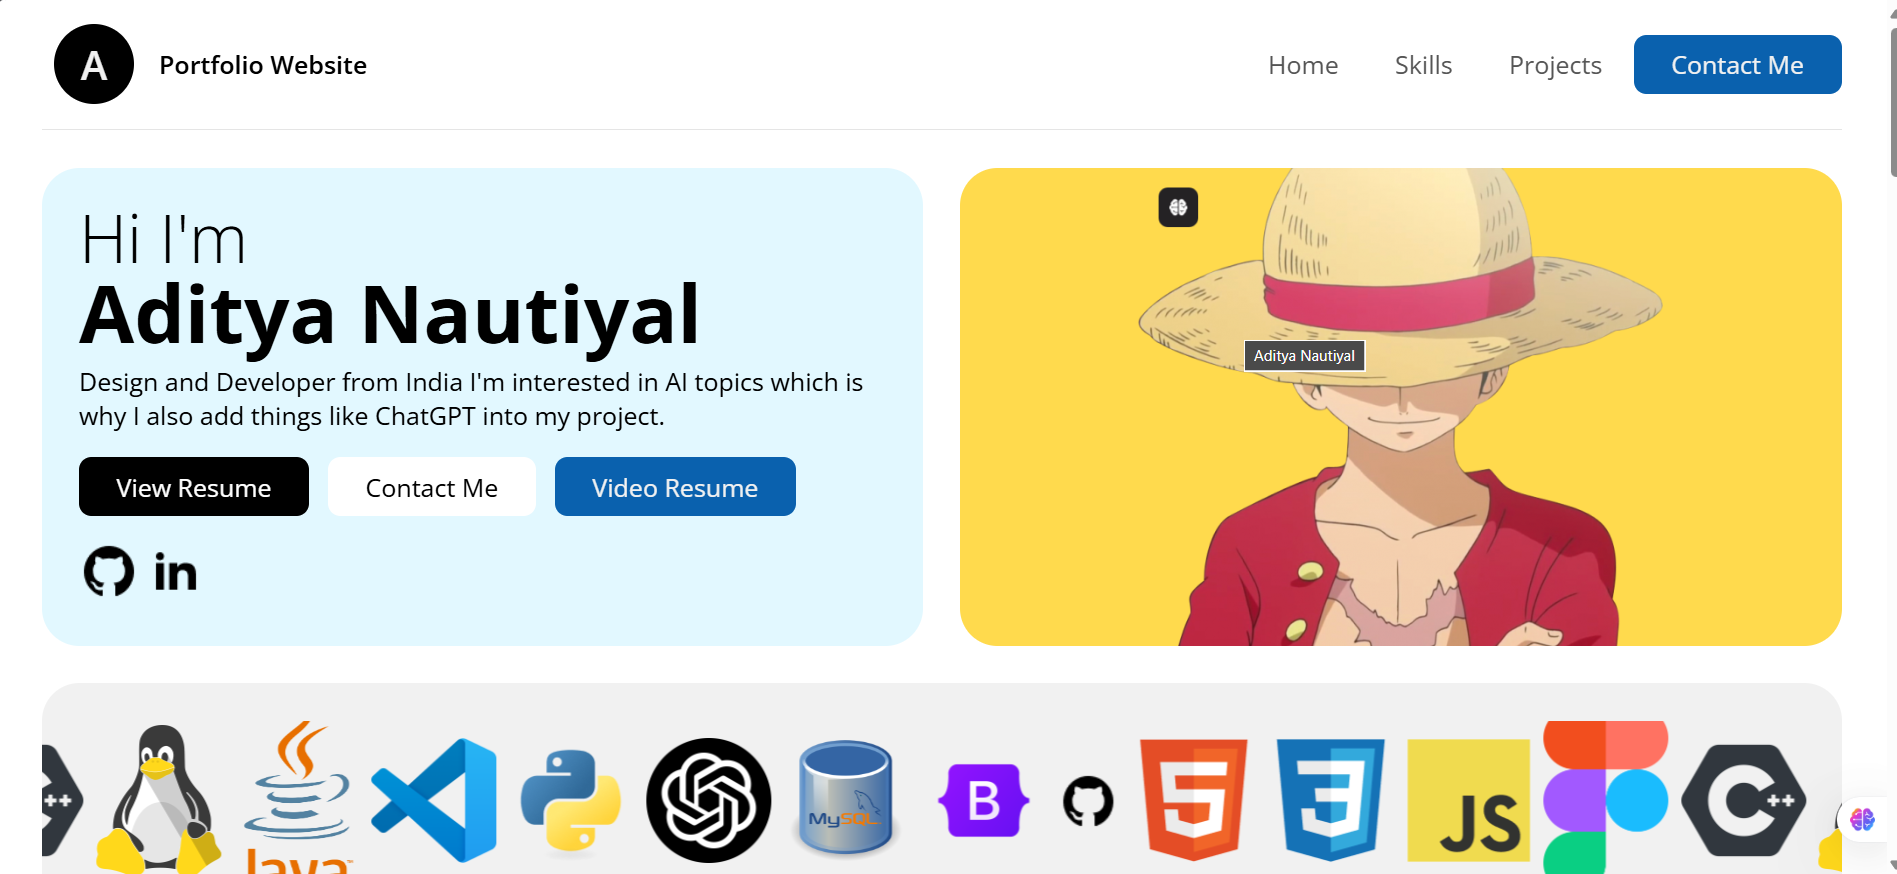 A
Portfolio Website
Home
Skills
Projects
Contact Me
Hi I'm
Aditya Nautiyal
Design and Developer from India I'm interested in AI topics which is
why I also add things like ChatGPT into my project.
View Resume
Contact Me
Video Resume
in
Aditya Nautiyal
++
Java
MySQL
B
5
3
JS
C++